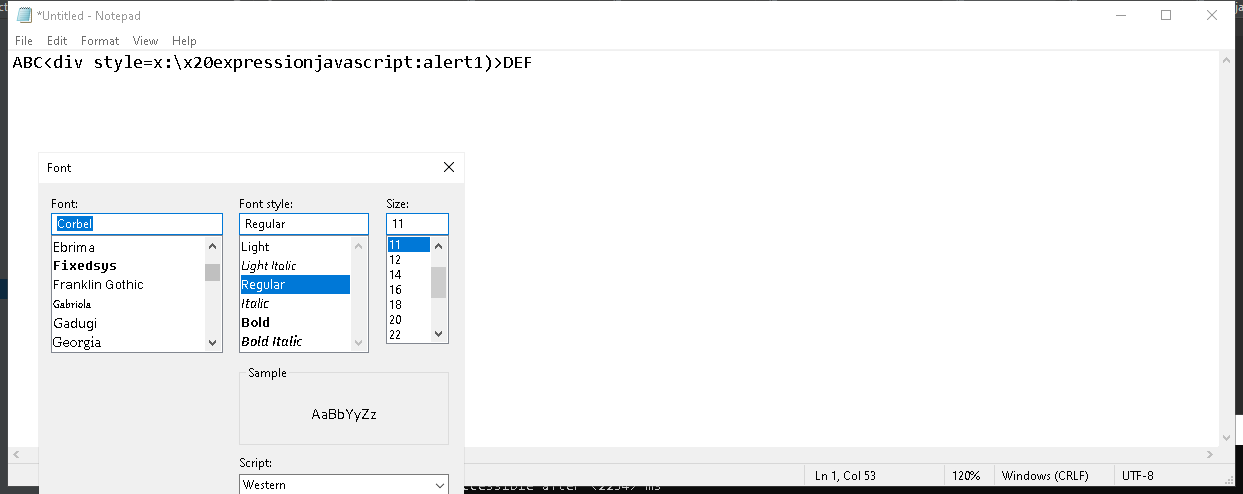 *Untitled - Notepad
File Edit Format View Help
ABC<div style=x:\x20expressionjavascript:alert1)>DEF
Font
Font: Font style: Size:
Corbel Regular 11
Ebrima Light 11
Fixedsys Light Italic 12
Franklin Gothic Regular 14
Gabriola Italic 16
Gadugi Bold 18
Georgia Bold Italic 20
22
Sample
AaBbYyZz
Script:
Western
Ln 1, Col 53 120% Windows (CRLF) UTF-8